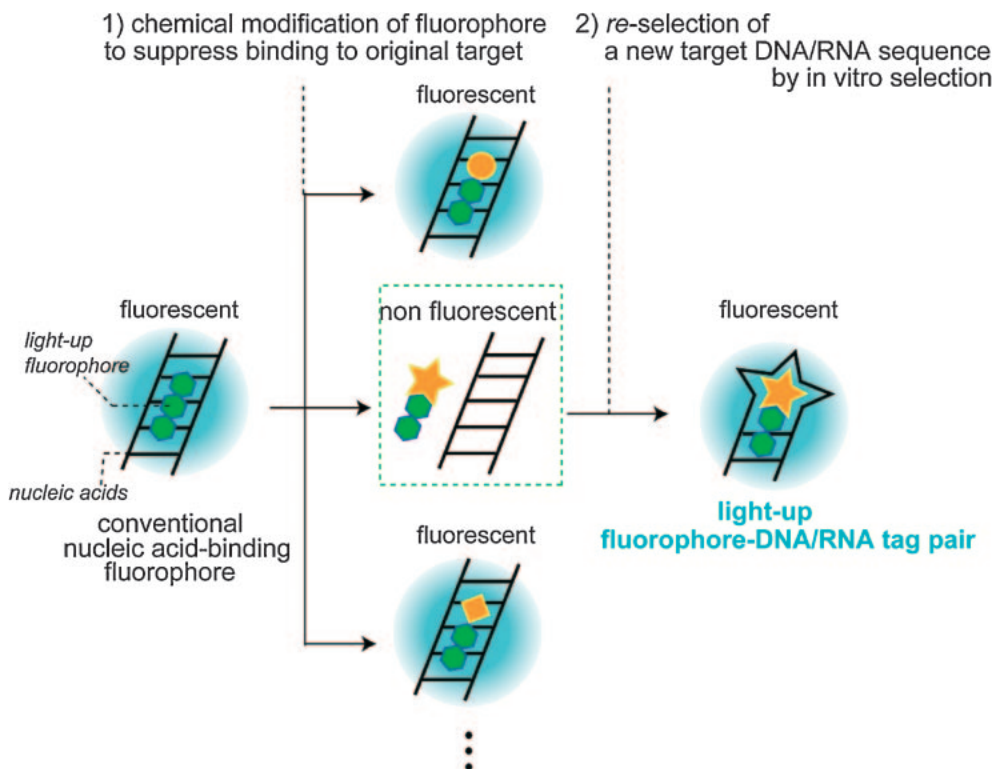 1) chemical modification of fluorophore
to suppress binding to original target
2) re-selection of
a new target DNA/RNA sequence
by in vitro selection
fluorescent
fluorescent
light-up
fluorophore
nucleic acids
conventional
nucleic acid-binding
fluorophore
non fluorescent
fluorescent
fluorescent
light-up
fluorophore-DNA/RNA tag pair